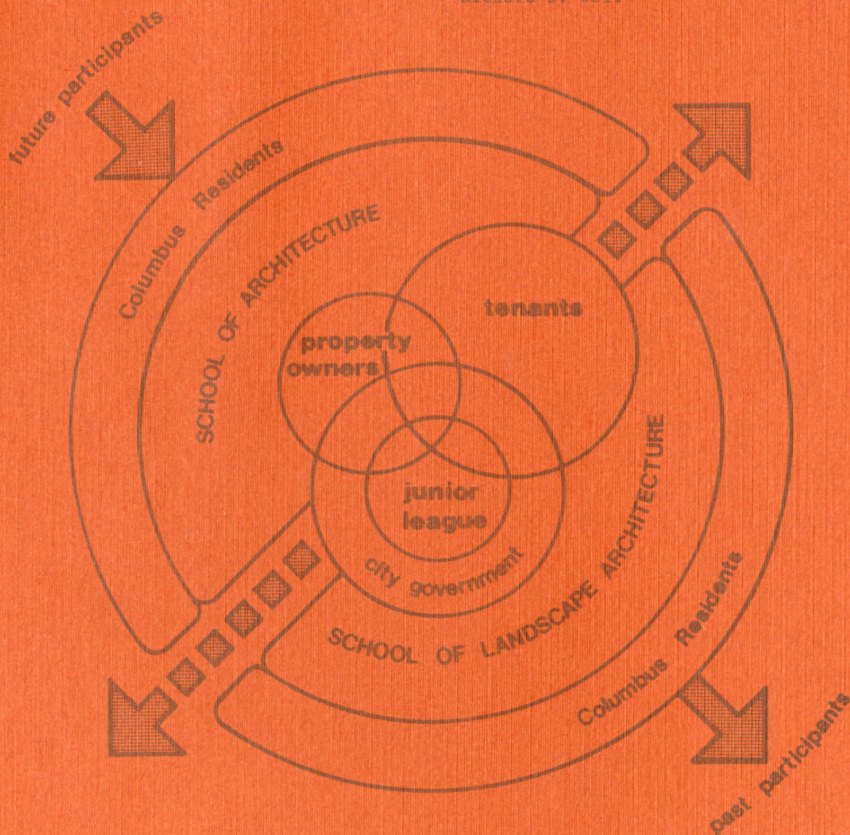 future participants
Columbus Residents
SCHOOL OF ARCHITECTURE
tenants
property
owners
junior
league
city government
SCHOOL OF LANDSCAPE ARCHITECTURE
Columbus Residents
past participants